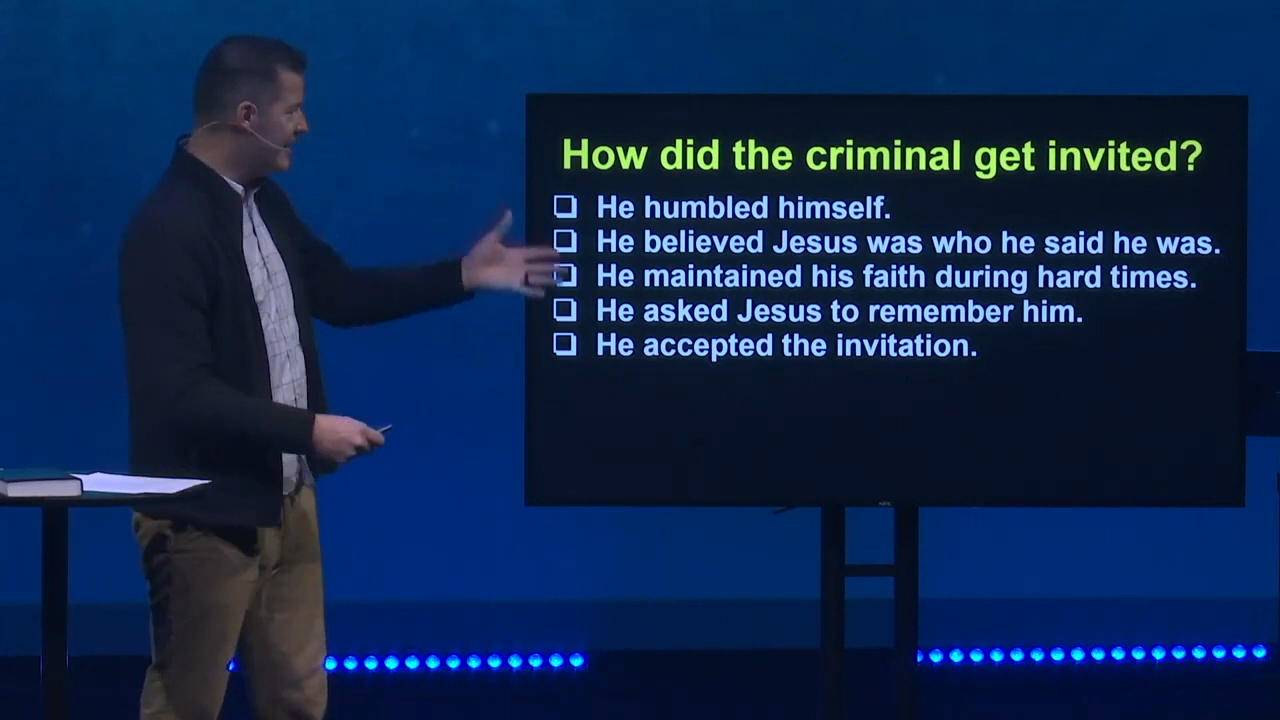 How did the criminal get invited?
❑ He humbled himself.
❑ He believed Jesus was who he said he was.
❑ He maintained his faith during hard times.
❑ He asked Jesus to remember him.
❑ He accepted the invitation.